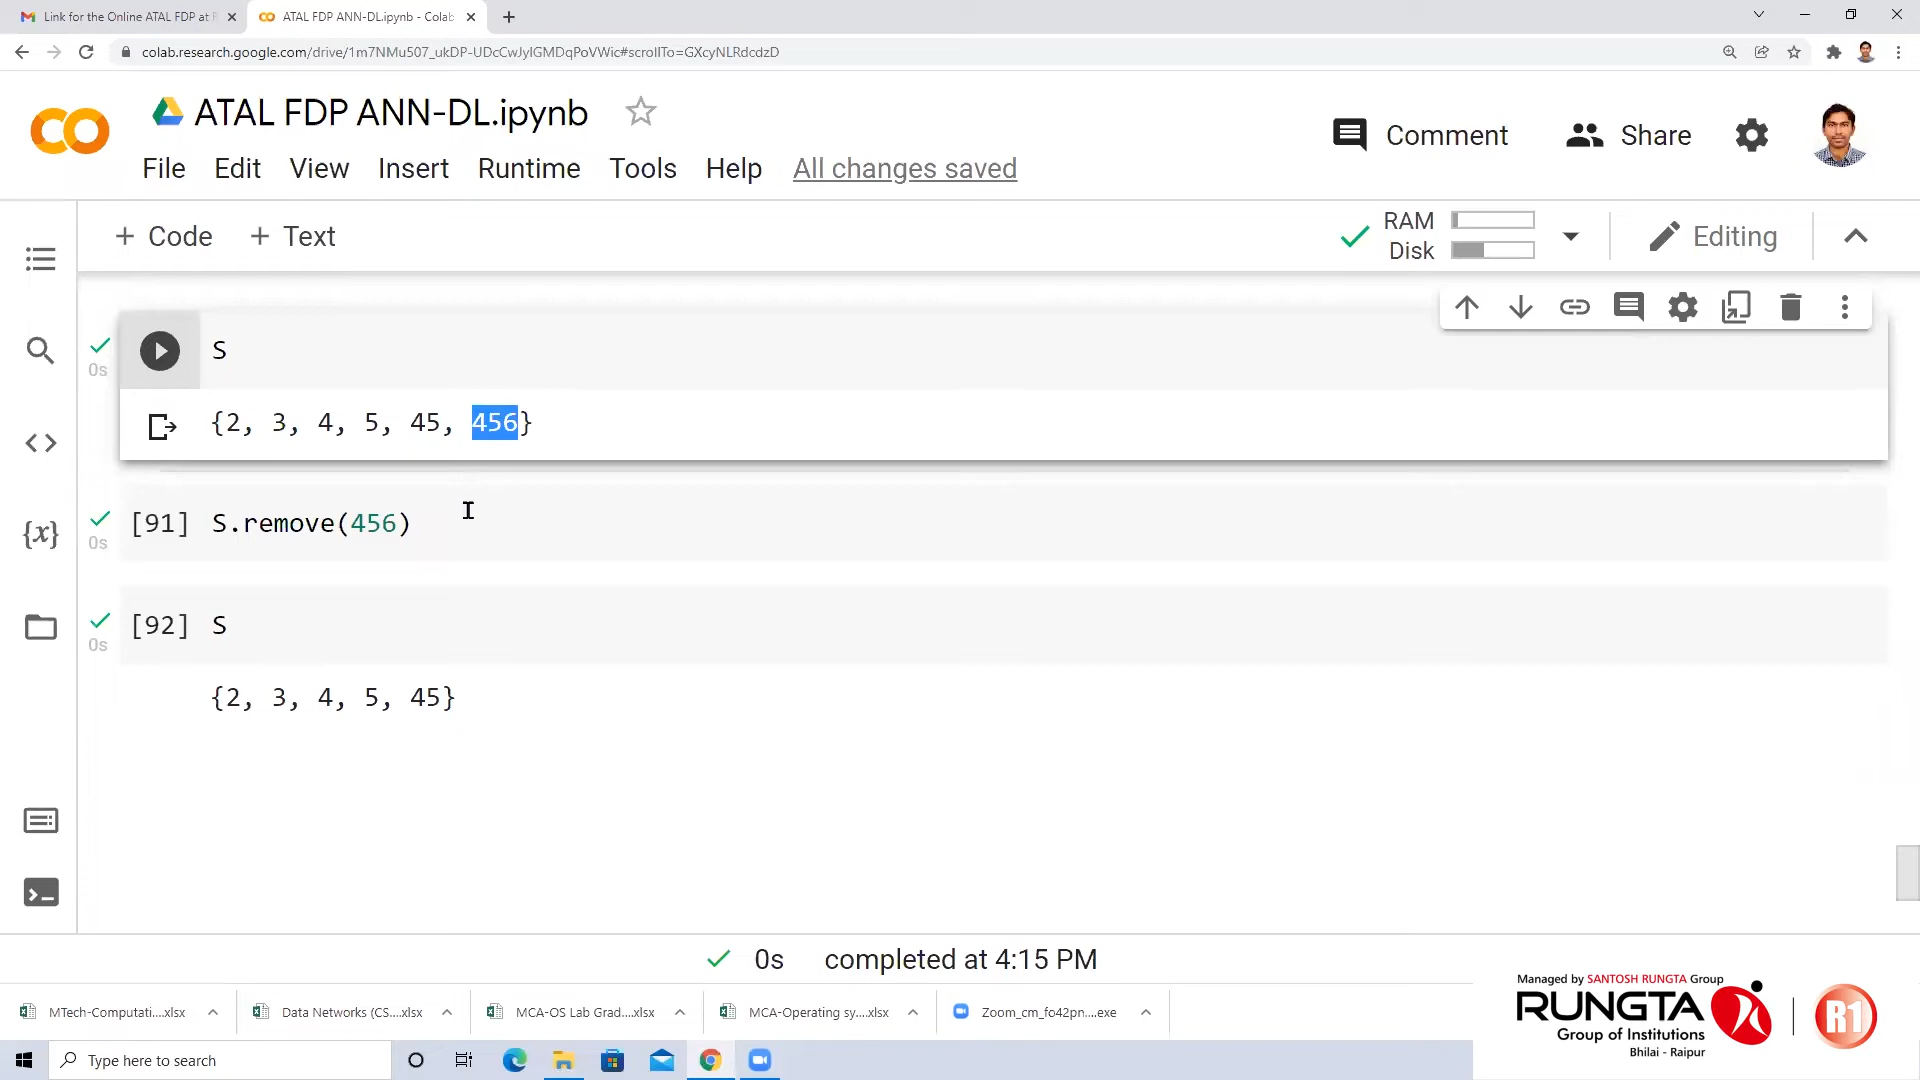 Link for the Online ATAL FDP at R
ATAL FDP ANN-DL.ipynb - Colab
colab.research.google.com/drive/1m7NMu507_ukDP-UDcCwJyIGMDqPoVWic#scrollTo=GXcyNLRdcdzD
CO
ATAL FDP ANN-DL.ipynb
Comment
Share
File Edit View Insert Runtime Tools Help All changes saved
+ Code + Text
RAM
Disk
Editing
0s
S
{2, 3, 4, 5, 45, 456}
0s
[91] S.remove(456)
0s
[92] S
{x}
{2, 3, 4, 5, 45}
0s completed at 4:15 PM
Managed by SANTOSH RUNGTA Group
RUNGTA
Group of Institutions
Bhilai - Raipur
R1
MTech-Computati....xlsx
Data Networks (CS....xlsx
MCA-OS Lab Grad....xlsx
MCA-Operating sy....xlsx
Zoom_cm_fo42pn....exe
Type here to search